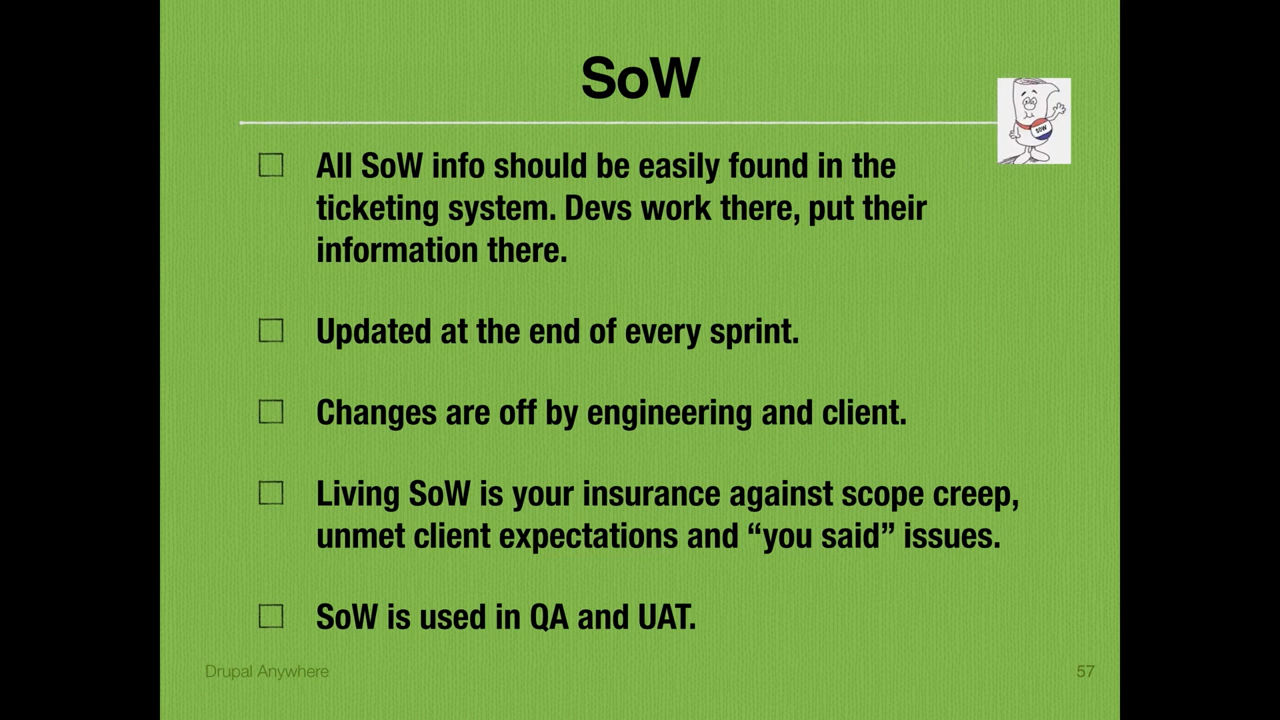 SoW
SOW
☐ All SoW info should be easily found in the
ticketing system. Devs work there, put their
information there.
☐ Updated at the end of every sprint.
☐ Changes are off by engineering and client.
☐ Living SoW is your insurance against scope creep,
unmet client expectations and “you said” issues.
☐ SoW is used in QA and UAT.
Drupal Anywhere
57